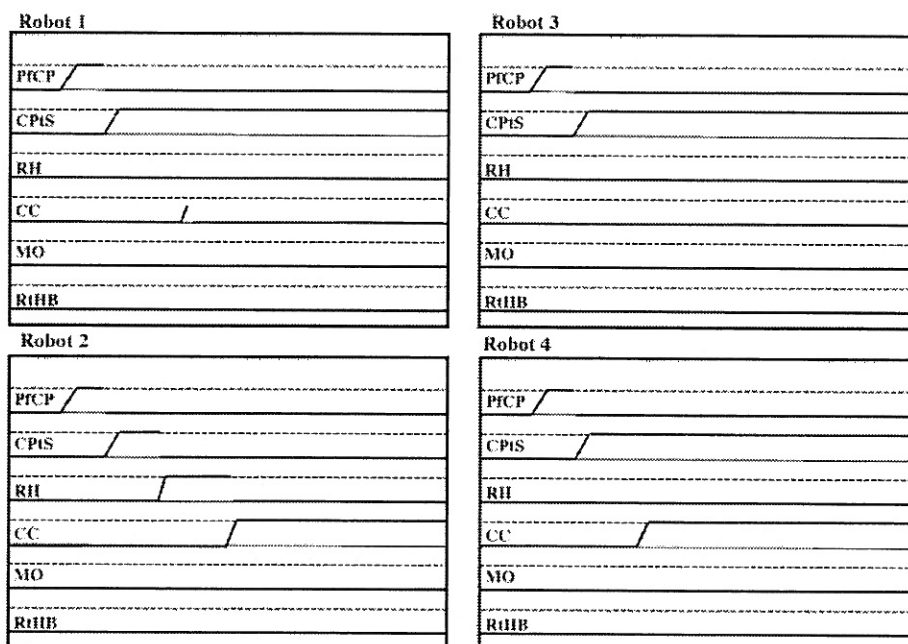 Robot 1
PfCP
CPtS
RH
CC
MO
RtHB
Robot 3
PfCP
CPtS
RH
CC
MO
RtHB
Robot 2
PfCP
CPtS
RH
CC
MO
RtHB
Robot 4
PfCP
CPtS
RH
CC
MO
RtHB